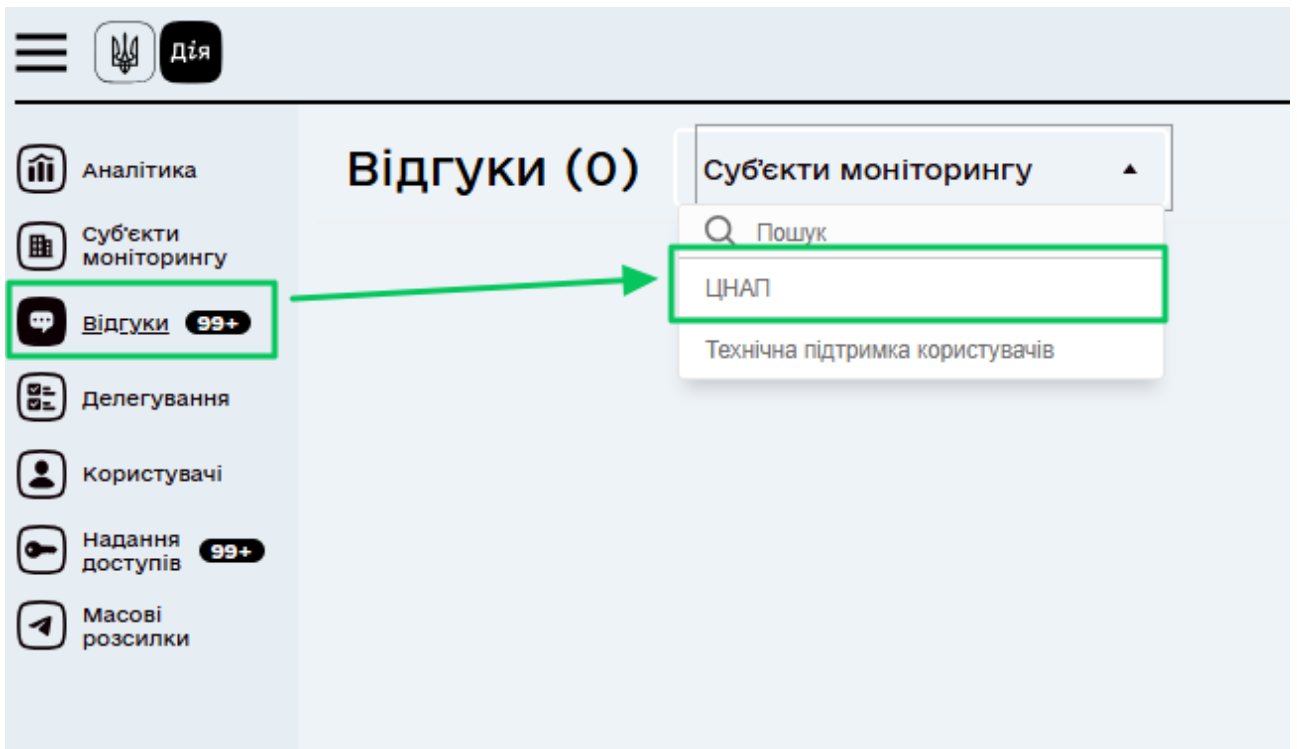 Дія
Аналітика
Суб'єкти
моніторингу
Відгуки 99+
Делегування
Користувачі
Надання
доступів 99+
Масові
розсилки
Відгуки (0)
Суб'єкти моніторингу
Пошук
ЦНАП
Технічна підтримка користувачів